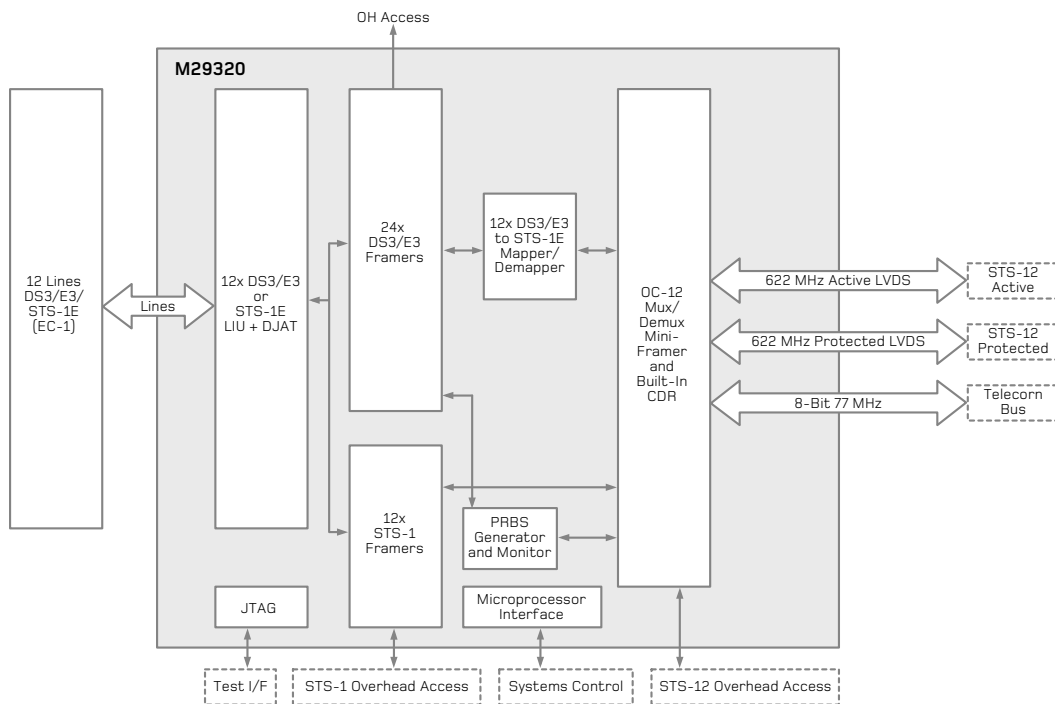 OH Access
M29320
12 Lines
DS3/E3/
STS-1E
(EC-1)
Lines
12x DS3/E3
or
STS-1E
LIU + DJAT
24x
DS3/E3
Framers
12x DS3/E3
to STS-1E
Mapper/
Demapper
OC-12
Mux/
Demux
Mini-
Framer
and
Built-In
CDR
622 MHz Active LVDS
STS-12
Active
622 MHz Protected LVDS
STS-12
Protected
8-Bit 77 MHz
Telecorn
Bus
12x
STS-1
Framers
PRBS
Generator
and Monitor
JTAG
Microprocessor
Interface
Test I/F
STS-1 Overhead Access
Systems Control
STS-12 Overhead Access